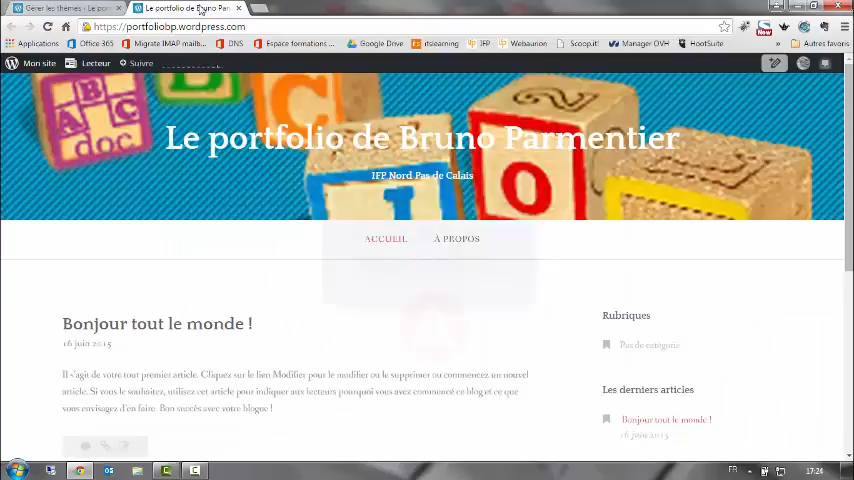 Gérer les thèmes ‹ Le port
Le portfolio de Bruno Par
https://portfoliobp.wordpress.com
Applications
Office 365
Migrate IMAP mailb...
DNS
Espace formations ...
Google Drive
itslearning
IFP
Webaurion
Scoop.it!
Manager OVH
HootSuite
»
Autres favoris
Mon site
Lecteur
Suivre
New
A
B
C
doc
C
2
I
O
Le portfolio de Bruno Parmentier
IFP Nord Pas de Calais
ACCUEIL
À PROPOS
Bonjour tout le monde !
16 juin 2015
Il s'agit de votre tout premier article. Cliquez sur le lien Modifier pour le modifier ou le supprimer ou commencez un nouvel
article. Si vous le souhaitez, utilisez cet article pour indiquer aux lecteurs pourquoi vous avez commencé ce blog et ce que
vous envisagez d'en faire. Bon succès avec votre blogue !
Rubriques
Pas de catégorie
Les derniers articles
Bonjour tout le monde !
16 juin 2015
FR
17:24